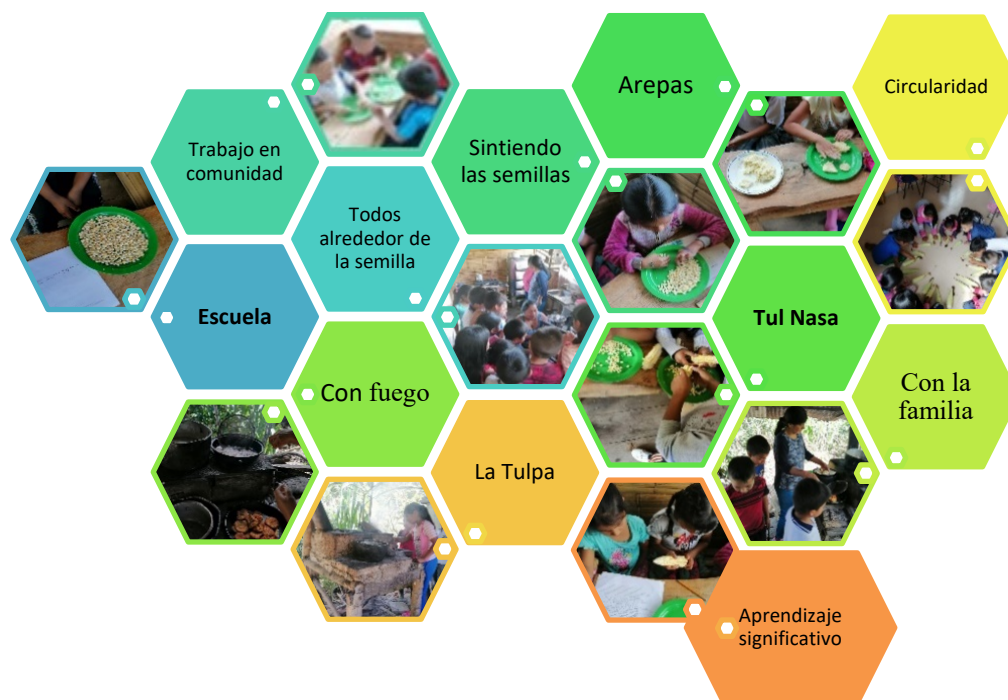 Arepas
Circularidad
Trabajo en
comunidad
Sintiendo
las semillas
Todos
alrededor de
la semilla
Escuela
Tul Nasa
Con fuego
Con la
familia
La Tulpa
Aprendizaje
significativo